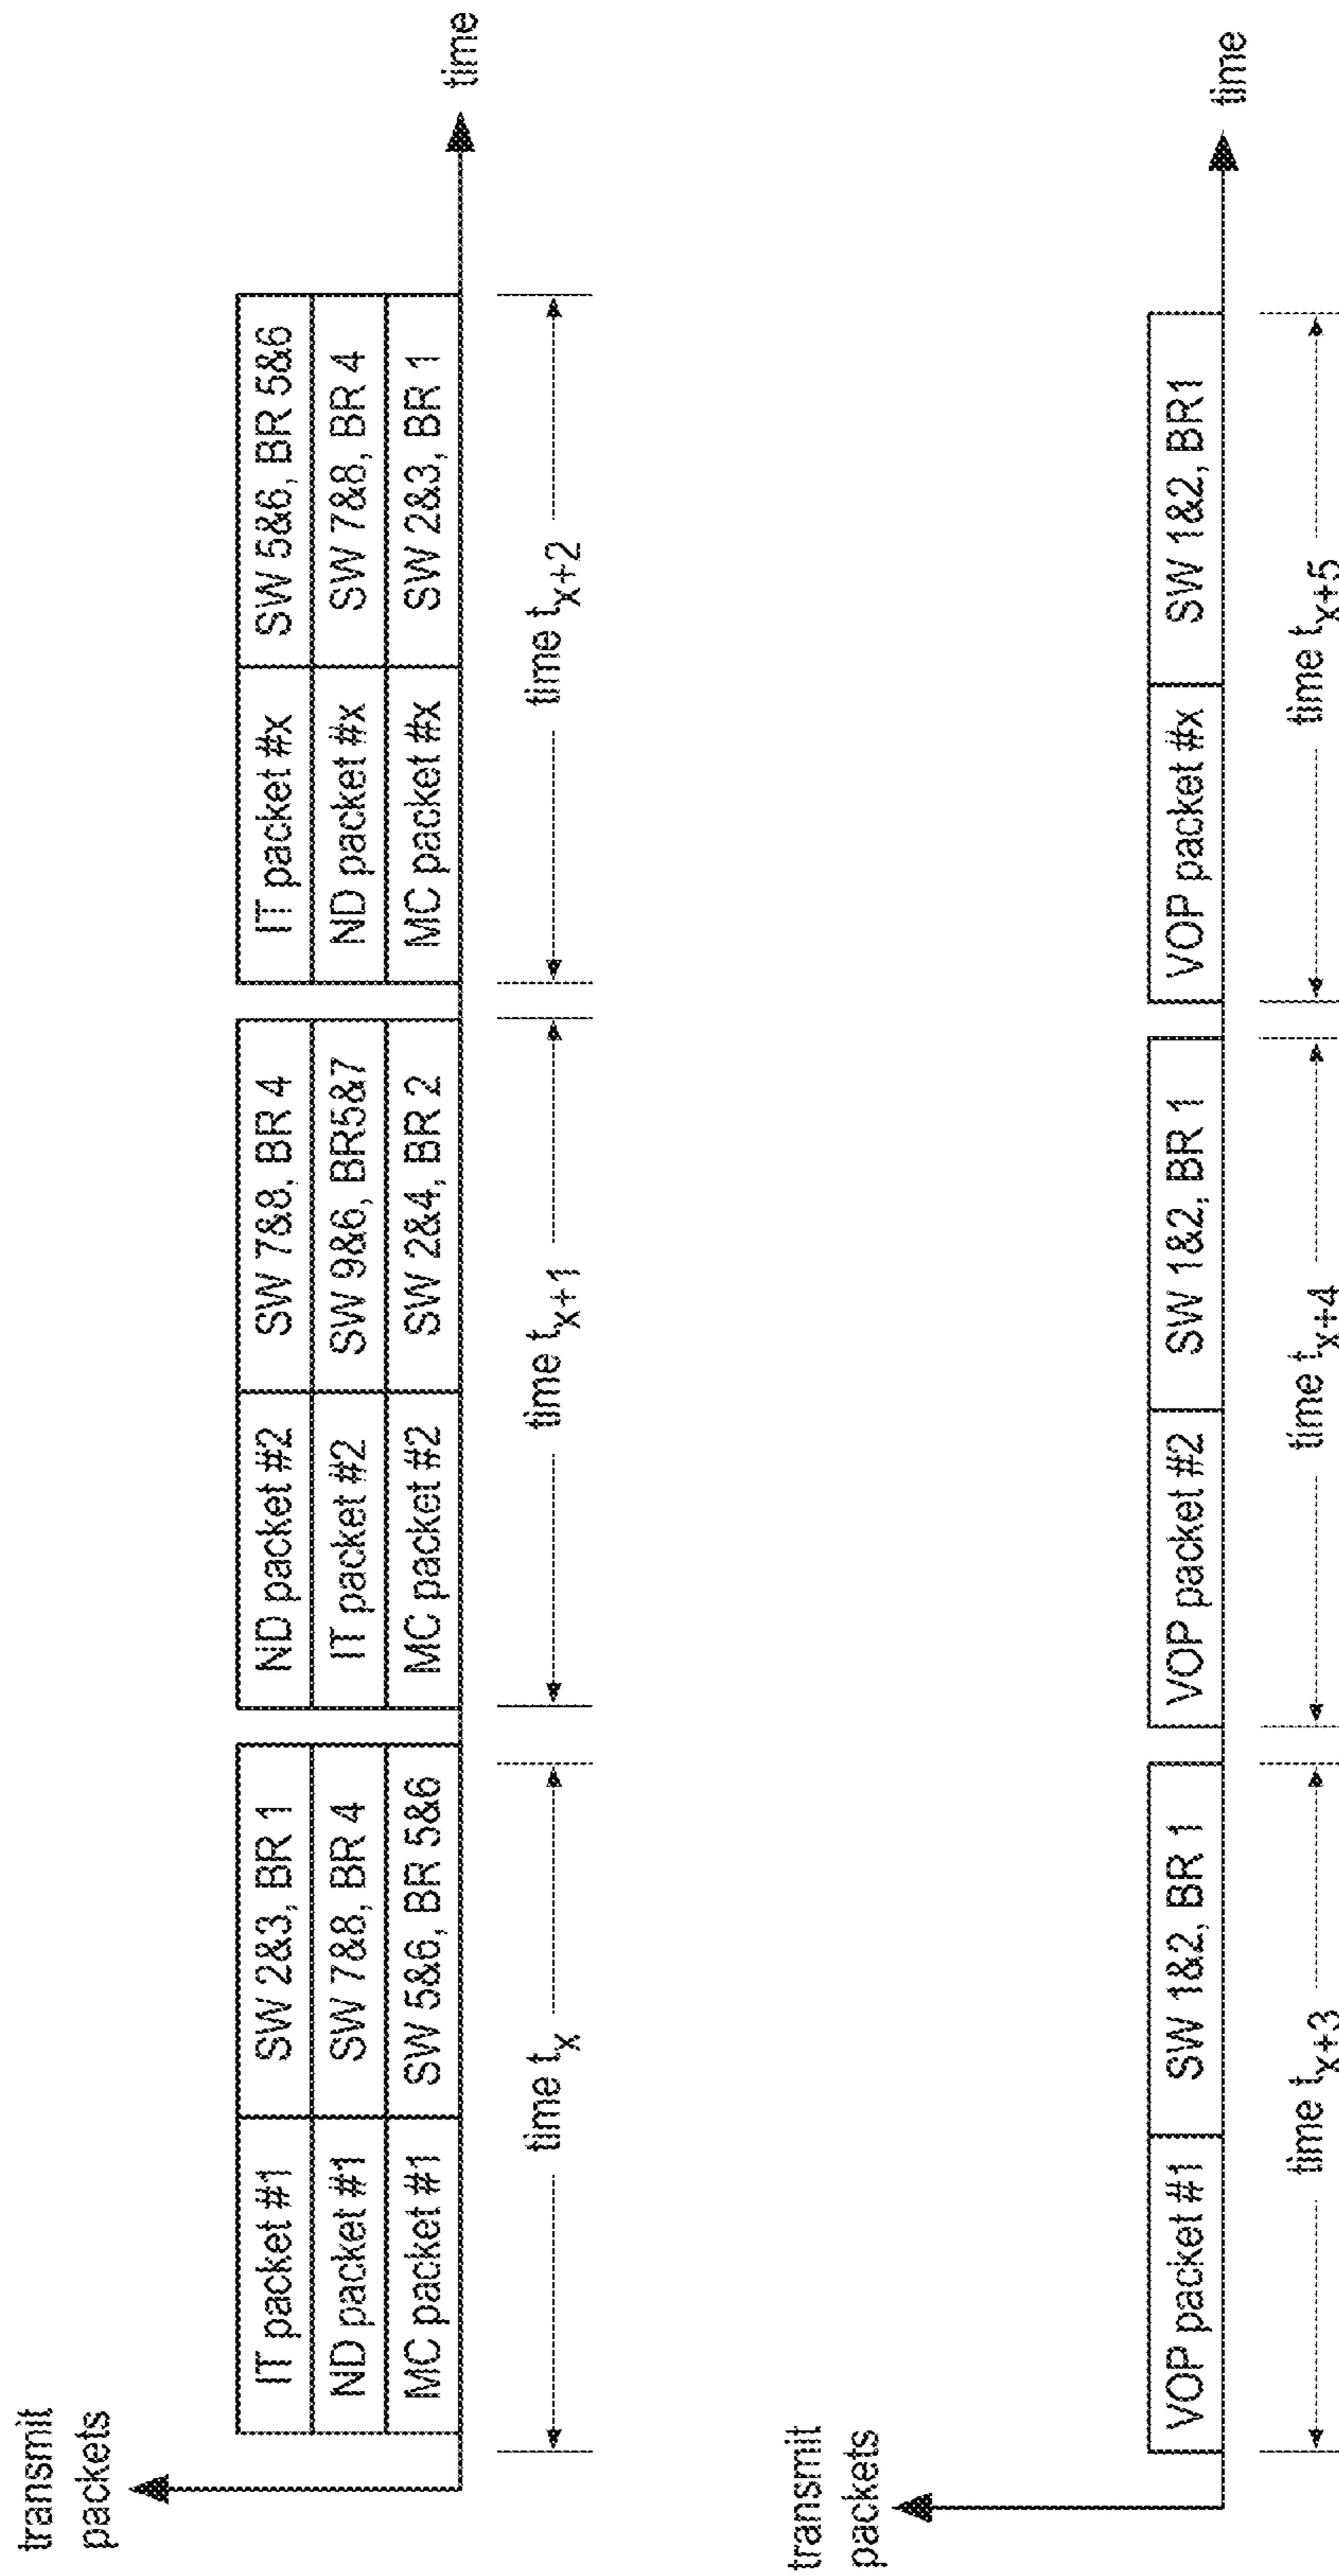 transmit
packets
IT packet #1 SW 2&3, BR 1
ND packet #1 SW 7&8, BR 4
MC packet #1 SW 5&6, BR 5&6
time tx
ND packet #2 SW 7&8, BR 4
IT packet #2 SW 9&6, BR5&7
MC packet #2 SW 2&4, BR 2
time tx+1
IT packet #x SW 5&6, BR 5&6
ND packet #x SW 7&8, BR 4
MC packet #x SW 2&3, BR 1
time tx+2
time
transmit
packets
VOP packet #1 SW 1&2, BR 1
time tx+3
VOP packet #2 SW 1&2, BR 1
time tx+4
VOP packet #x SW 1&2, BR1
time tx+5
time